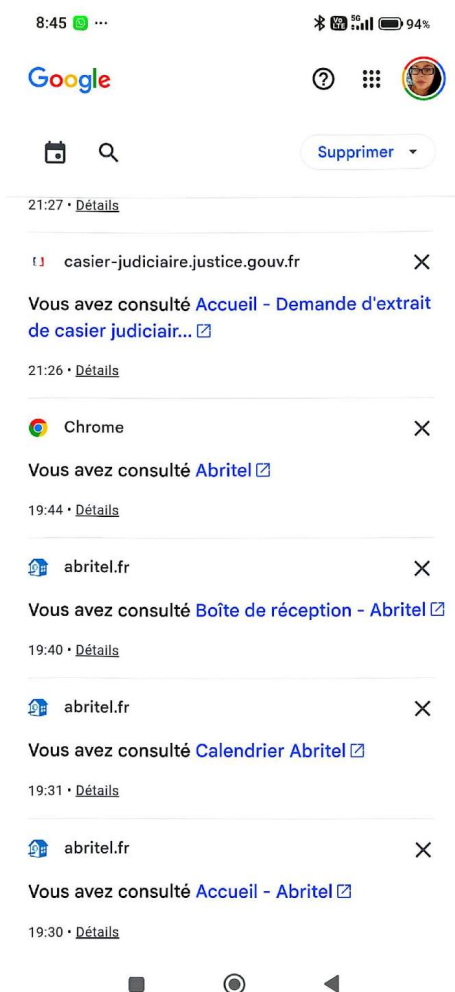 8:45 ... Vo LTE 5G 94%
Google
Supprimer
21:27 • Détails
casier-judiciaire.justice.gouv.fr
Vous avez consulté Accueil - Demande d'extrait
de casier judiciair...
21:26 • Détails
Chrome
Vous avez consulté Abritel
19:44 • Détails
abritel.fr
Vous avez consulté Boîte de réception - Abritel
19:40 • Détails
abritel.fr
Vous avez consulté Calendrier Abritel
19:31 • Détails
abritel.fr
Vous avez consulté Accueil - Abritel
19:30 • Détails